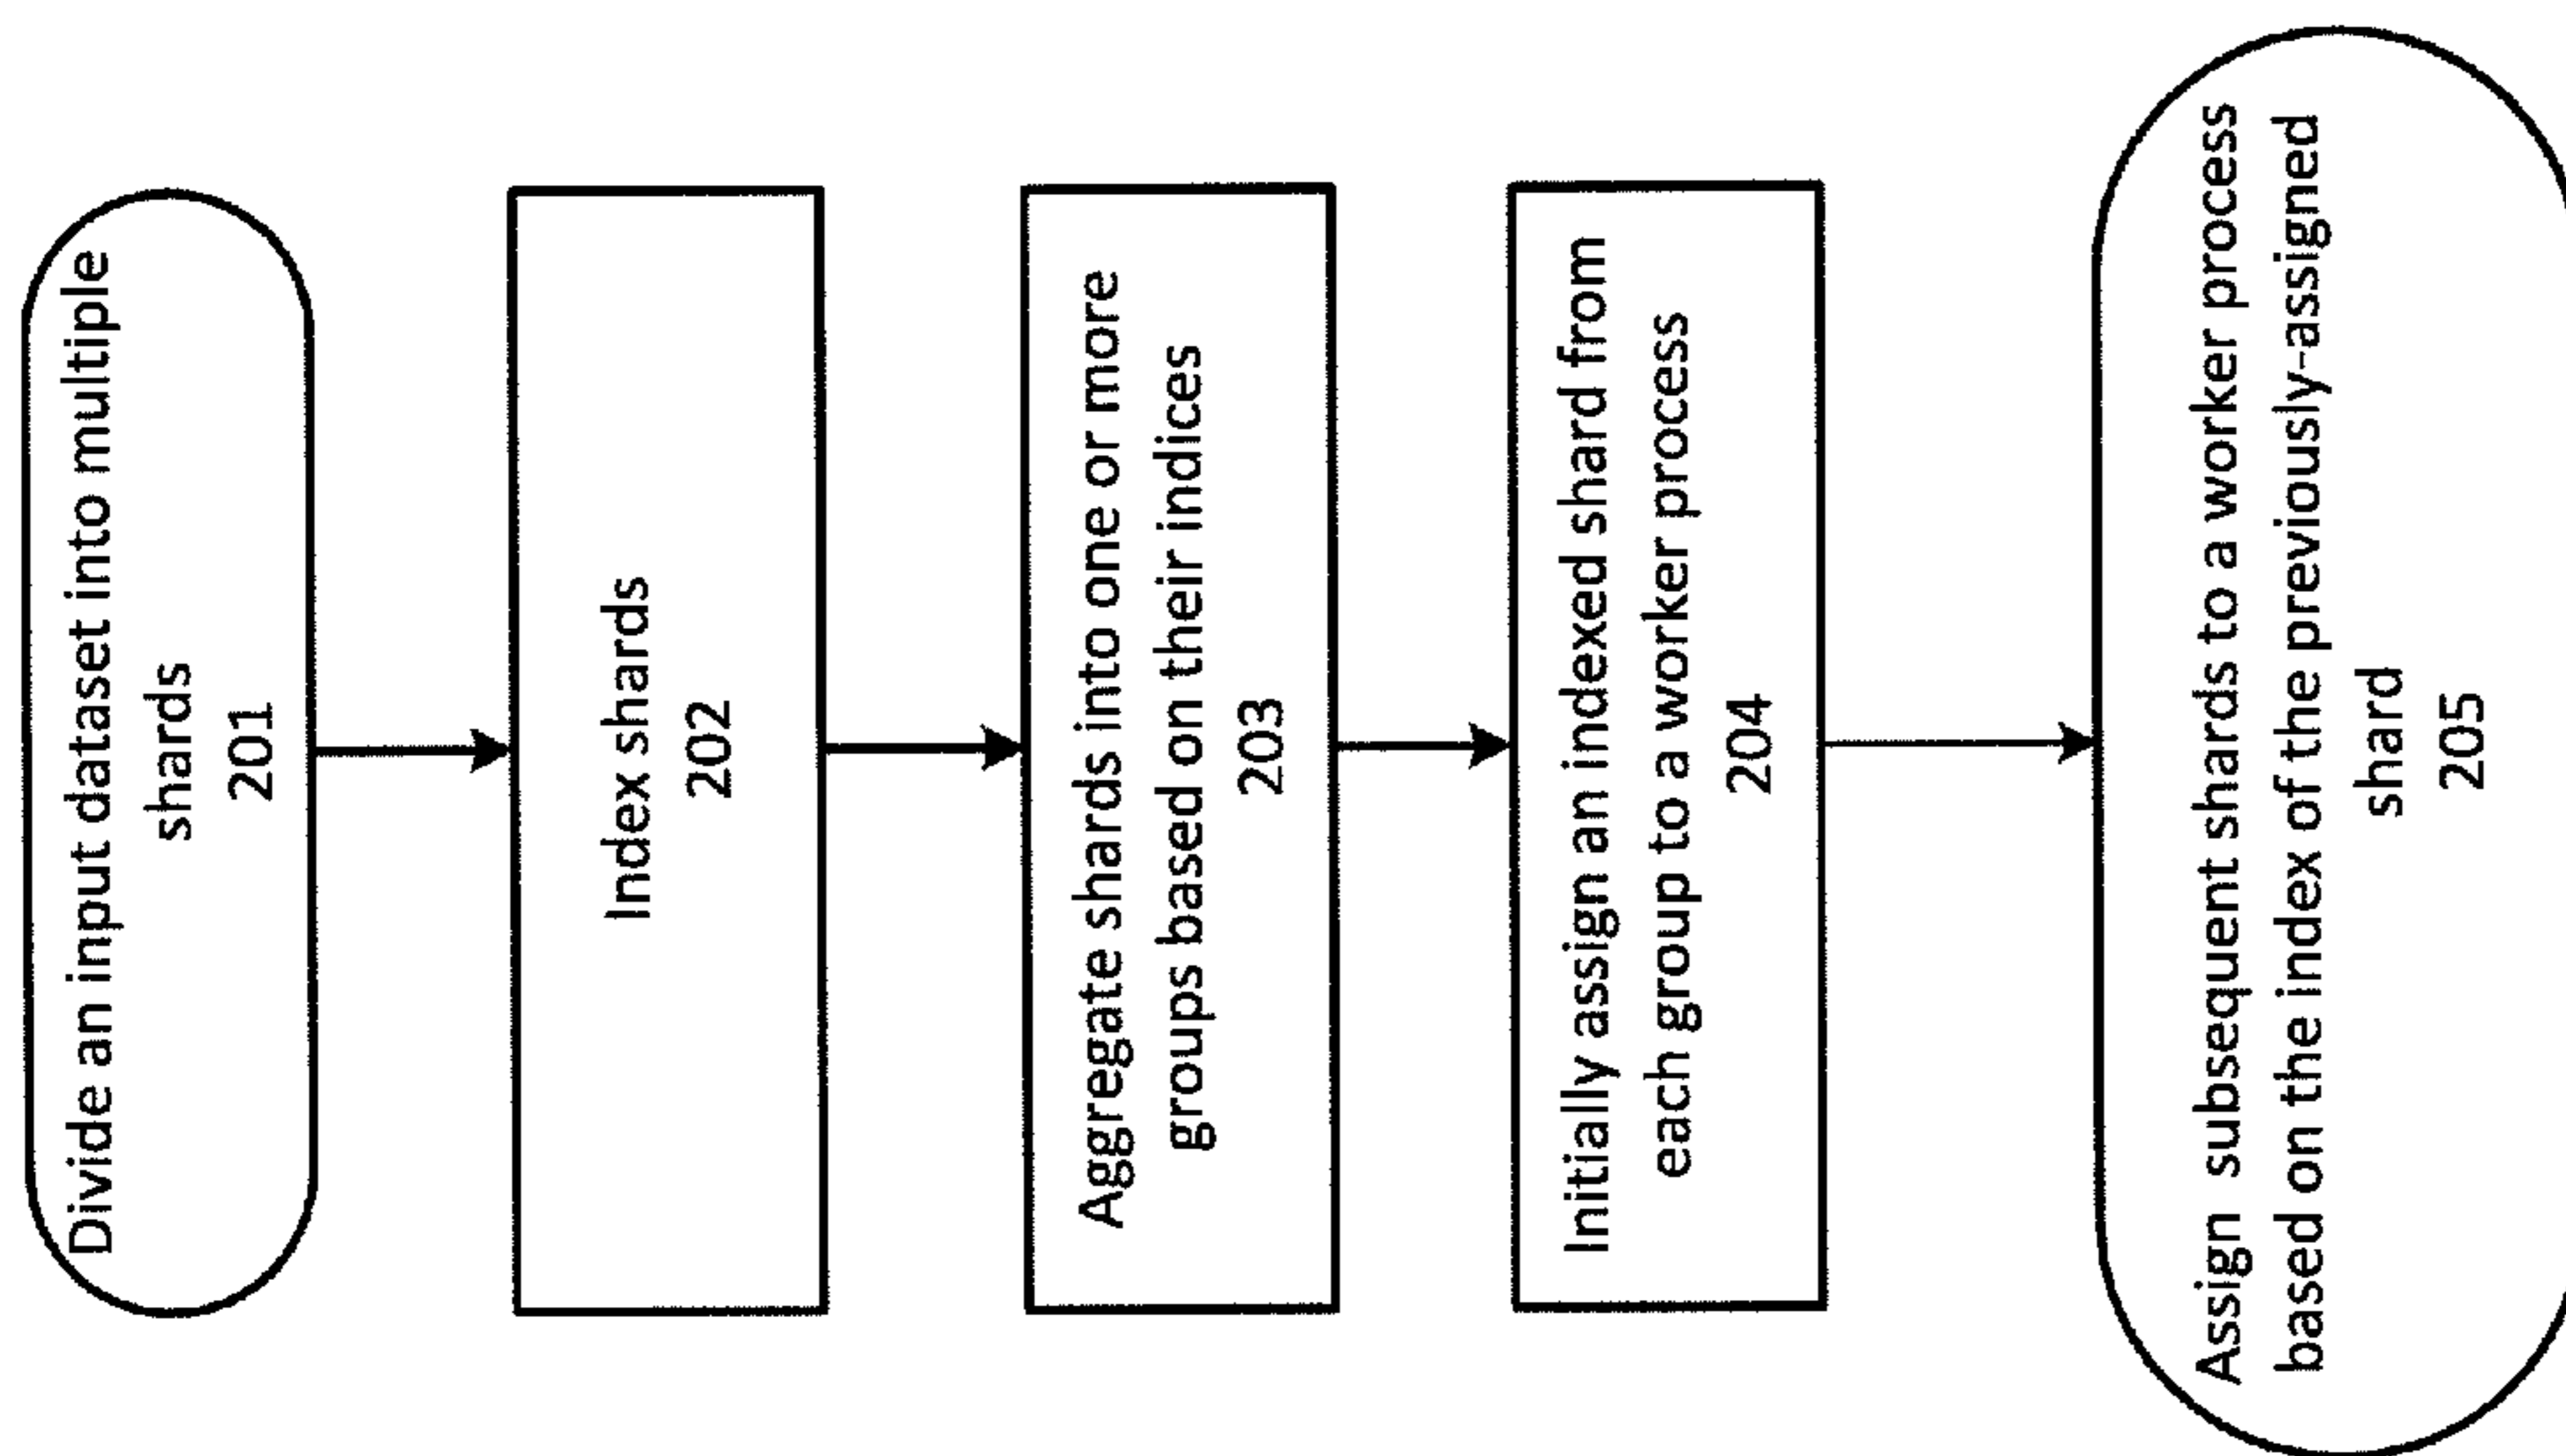 Divide an input dataset into multiple
shards
201
Index shards
202
Aggregate shards into one or more
groups based on their indices
203
Initially assign an indexed shard from
each group to a worker process
204
Assign subsequent shards to a worker process
based on the index of the previously-assigned
shard
205